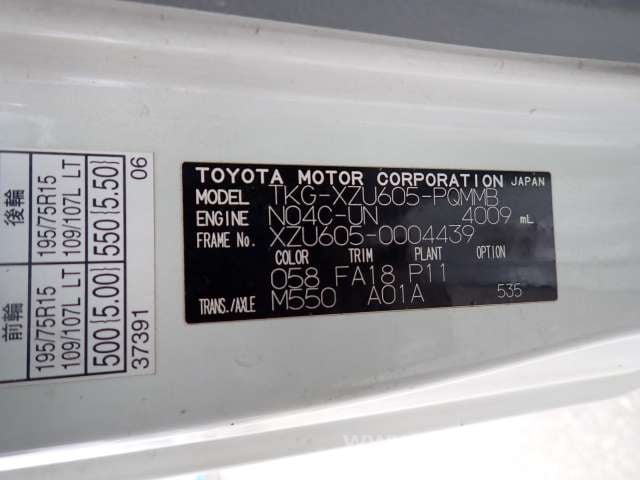 TOYOTA MOTOR CORPORATION JAPAN
MODEL TKG-XZU605-PQMMB
ENGINE N04C-UN 4009 mL
FRAME No. XZU605-0004439
COLOR TRIM PLANT OPTION
058 FA18 P11
TRANS./AXLE M550 A01A 535
前輪 後輪
195/75R15 195/75R15
109/107L LT 109/107L LT
500 (5.00) 550 (5.50)
37391 06